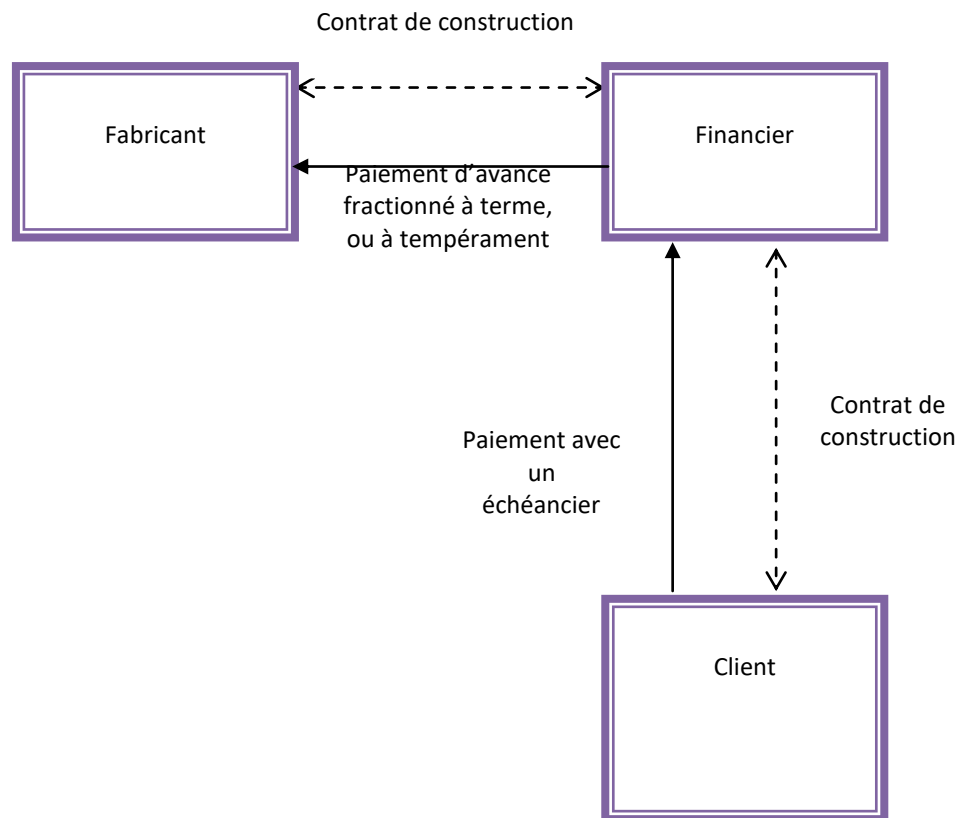 Contrat de construction
Fabricant
Financier
Paiement d’avance
fractionné à terme,
ou à tempérament
Contrat de
construction
Paiement avec
un
échéancier
Client